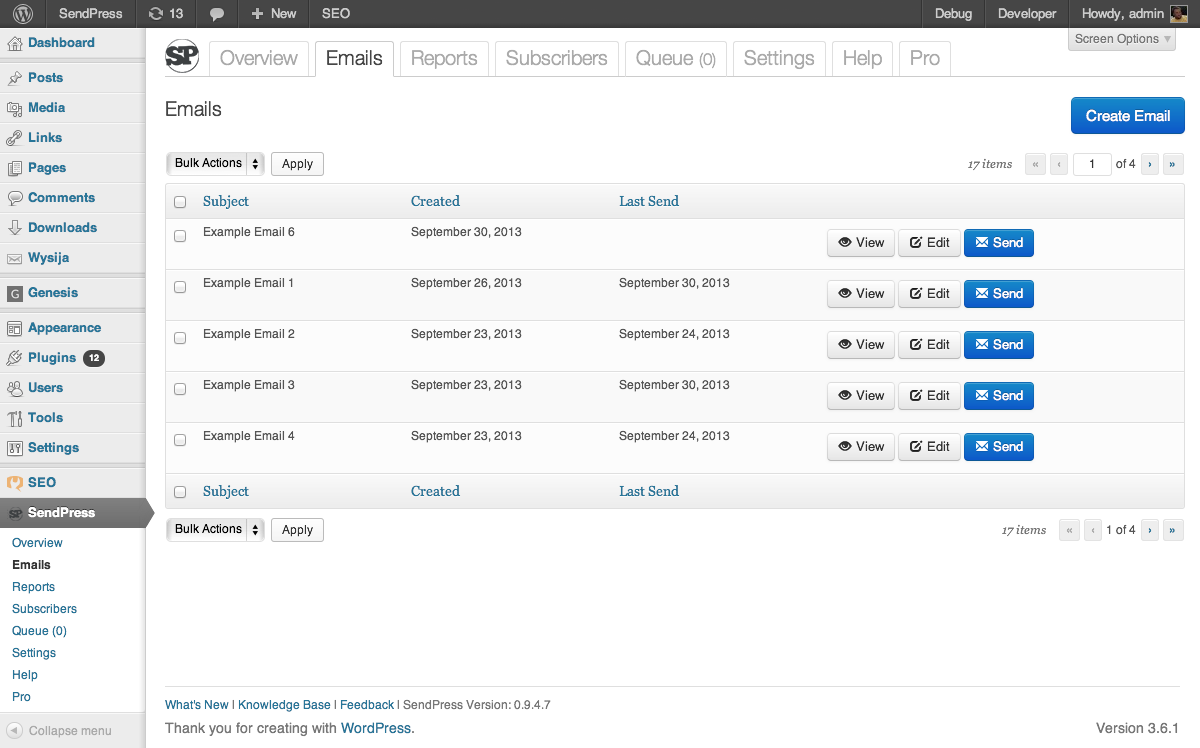 SendPress 13 + New SEO Debug Developer Howdy, admin
Screen Options ▼
Dashboard
Posts
Media
Links
Pages
Comments
Downloads
Wysija
G Genesis
Appearance
Plugins 12
Users
Tools
Settings
SEO
SP SendPress
Overview
Emails
Reports
Subscribers
Queue (0)
Settings
Help
Pro
Collapse menu
SP Overview Emails Reports Subscribers Queue (0) Settings Help Pro
Emails
Create Email
Bulk Actions Apply 17 items « ‹ 1 of 4 › »
Subject Created Last Send
Example Email 6 September 30, 2013 View Edit Send
Example Email 1 September 26, 2013 September 30, 2013 View Edit Send
Example Email 2 September 23, 2013 September 24, 2013 View Edit Send
Example Email 3 September 23, 2013 September 30, 2013 View Edit Send
Example Email 4 September 23, 2013 September 24, 2013 View Edit Send
Subject Created Last Send
Bulk Actions Apply 17 items « ‹ 1 of 4 › »
What's New | Knowledge Base | Feedback | SendPress Version: 0.9.4.7
Thank you for creating with WordPress. Version 3.6.1